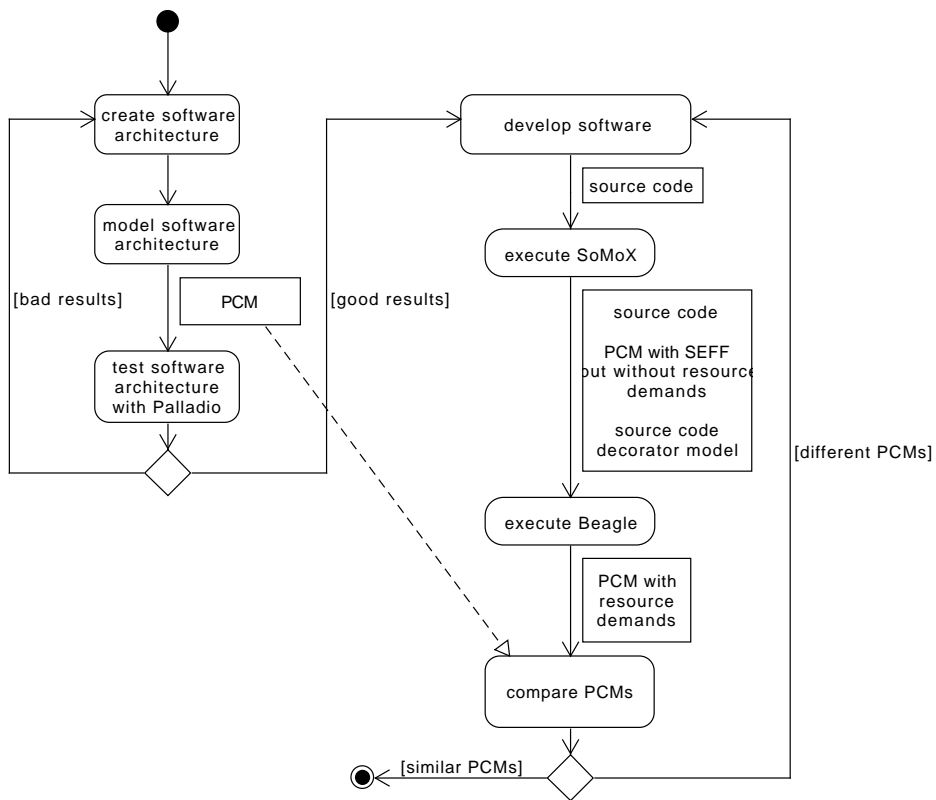 create software
architecture
model software
architecture
[bad results]
PCM
[good results]
test software
architecture
with Palladio
develop software
source code
execute SoMoX
source code
PCM with SEFF
but without resource
demands
source code
decorator model
[different PCMs]
execute Beagle
PCM with
resource
demands
compare PCMs
[similar PCMs]